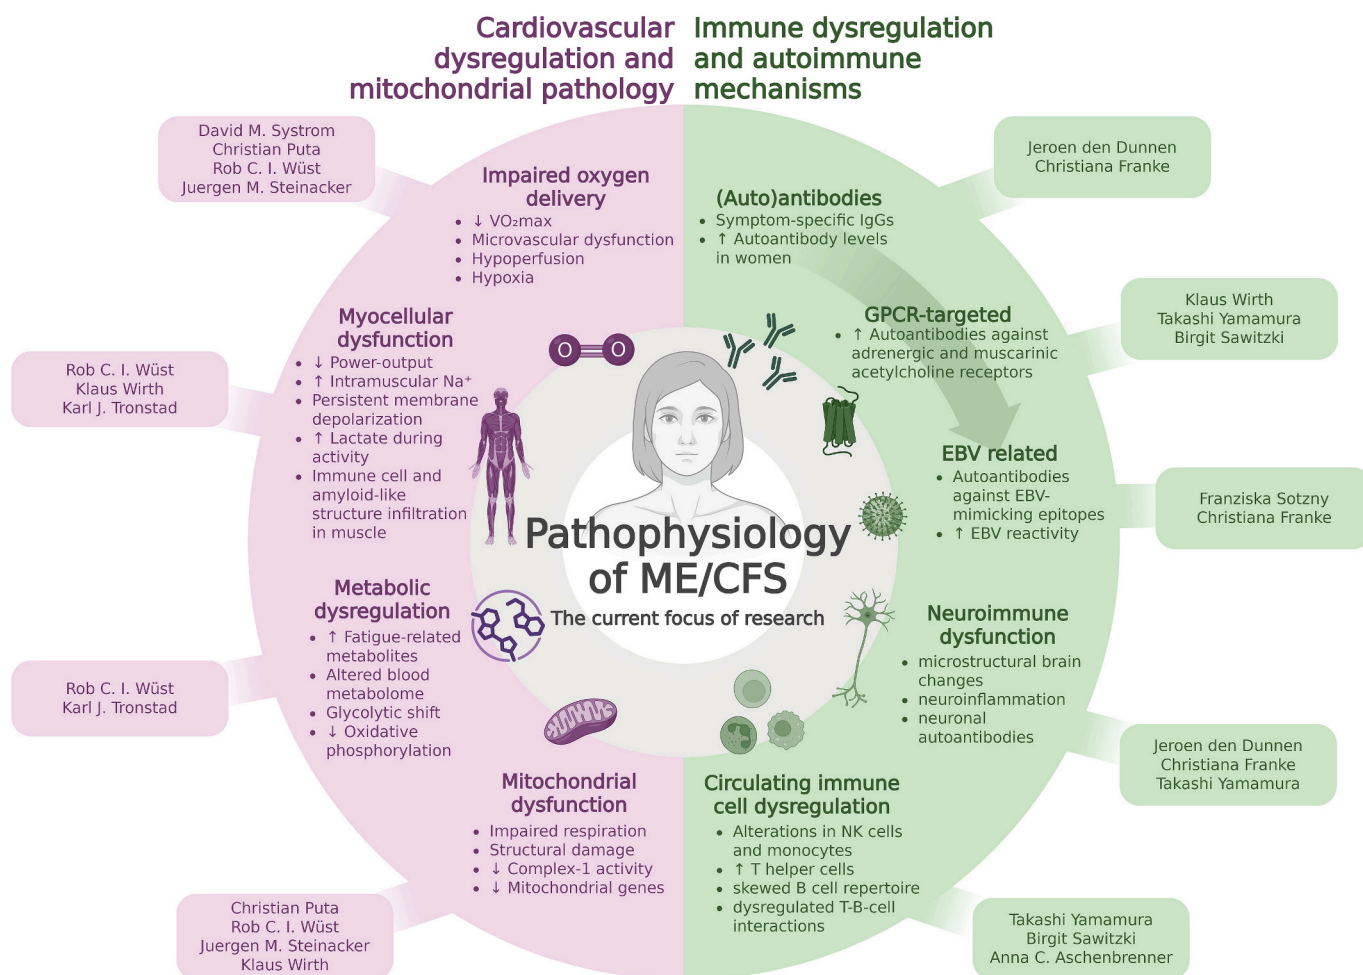 Cardiovascular
dysregulation and
mitochondrial pathology
Immune dysregulation
and autoimmune
mechanisms
David M. Systrom
Christian Puta
Rob C. I. Wüst
Juergen M. Steinacker
Impaired oxygen
delivery
• ↓ VO₂max
• Microvascular dysfunction
• Hypoperfusion
• Hypoxia
Rob C. I. Wüst
Klaus Wirth
Karl J. Tronstad
Myocellular
dysfunction
• ↓ Power-output
• ↑ Intramuscular Na⁺
• Persistent membrane
depolarization
• ↑ Lactate during
activity
• Immune cell and
amyloid-like
structure infiltration
in muscle
Rob C. I. Wüst
Karl J. Tronstad
Metabolic
dysregulation
• ↑ Fatigue-related
metabolites
• Altered blood
metabolome
• Glycolytic shift
• ↓ Oxidative
phosphorylation
Christian Puta
Rob C. I. Wüst
Juergen M. Steinacker
Klaus Wirth
Mitochondrial
dysfunction
• Impaired respiration
• Structural damage
• ↓ Complex-1 activity
• ↓ Mitochondrial genes
O O
Pathophysiology
of ME/CFS
The current focus of research
(Auto)antibodies
• Symptom-specific IgGs
• ↑ Autoantibody levels
in women
Jeroen den Dunnen
Christiana Franke
GPCR-targeted
• ↑ Autoantibodies against
adrenergic and muscarinic
acetylcholine receptors
Klaus Wirth
Takashi Yamamura
Birgit Sawitzki
EBV related
• Autoantibodies
against EBV-
mimicking epitopes
• ↑ EBV reactivity
Franziska Sotzny
Christiana Franke
Neuroimmune
dysfunction
• microstructural brain
changes
• neuroinflammation
• neuronal
autoantibodies
Jeroen den Dunnen
Christiana Franke
Takashi Yamamura
Circulating immune
cell dysregulation
• Alterations in NK cells
and monocytes
• ↑ T helper cells
• skewed B cell repertoire
• dysregulated T-B-cell
interactions
Takashi Yamamura
Birgit Sawitzki
Anna C. Aschenbrenner